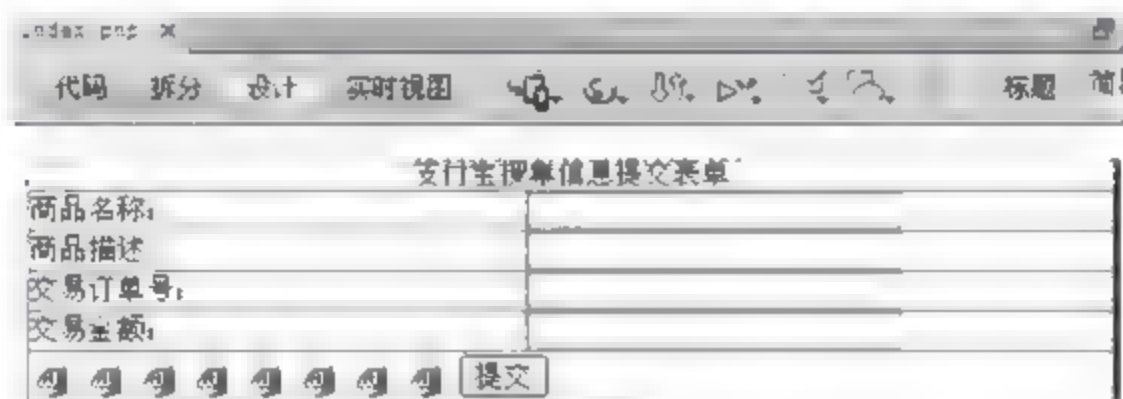 代码 拆分 设计 实时视图 标题
支付宝 信息提交表单
商品名称:
商品描述
交易订单号:
交易金额:
提交